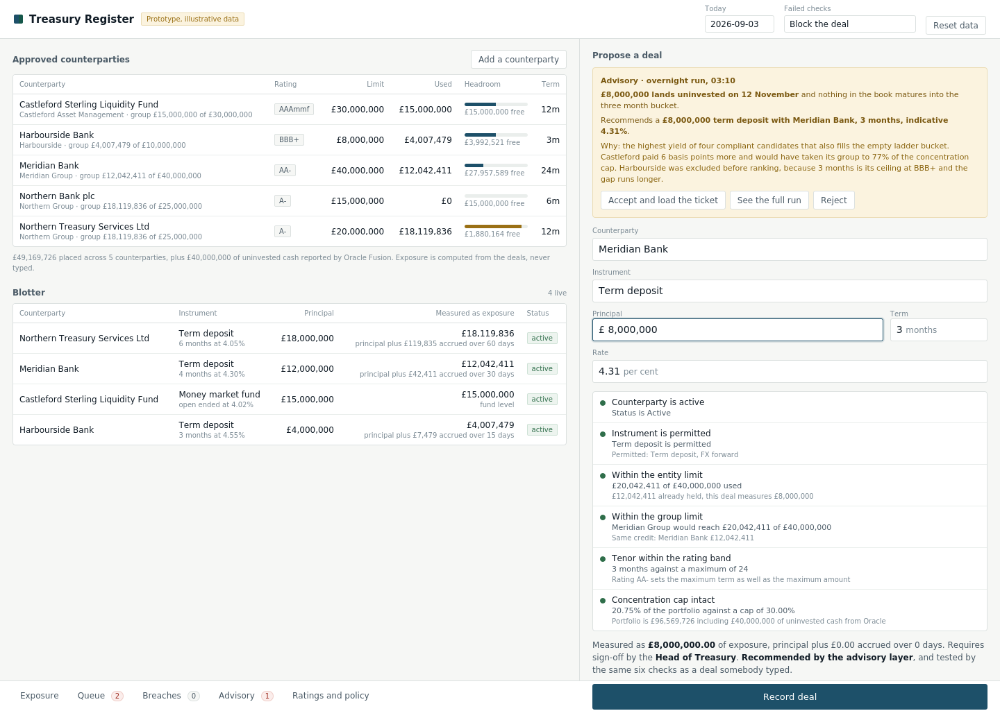 Treasury Register
Prototype, illustrative data
Today
2026-09-03
Failed checks
Block the deal
Reset data
Approved counterparties
Add a counterparty
Counterparty Rating Limit Used Headroom Term
Castleford Sterling Liquidity Fund
Castleford Asset Management · group £15,000,000 of £30,000,000
AAAmmf £30,000,000 £15,000,000 £15,000,000 free 12m
Harbourside Bank
Harbourside · group £4,007,479 of £10,000,000
BBB+ £8,000,000 £4,007,479 £3,992,521 free 3m
Meridian Bank
Meridian Group · group £12,042,411 of £40,000,000
AA- £40,000,000 £12,042,411 £27,957,589 free 24m
Northern Bank plc
Northern Group · group £18,119,836 of £25,000,000
A- £15,000,000 £0 £15,000,000 free 6m
Northern Treasury Services Ltd
Northern Group · group £18,119,836 of £25,000,000
A- £20,000,000 £18,119,836 £1,880,164 free 12m
£49,169,726 placed across 5 counterparties, plus £40,000,000 of uninvested cash reported by Oracle Fusion. Exposure is computed from the deals, never
typed.
Blotter
4 live
Counterparty Instrument Principal Measured as exposure Status
Northern Treasury Services Ltd
Term deposit
6 months at 4.05%
£18,000,000
£18,119,836
principal plus £119,835 accrued over 60 days
active
Meridian Bank
Term deposit
4 months at 4.30%
£12,000,000
£12,042,411
principal plus £42,411 accrued over 30 days
active
Castleford Sterling Liquidity Fund
Money market fund
open ended at 4.02%
£15,000,000
£15,000,000
fund level
active
Harbourside Bank
Term deposit
3 months at 4.55%
£4,000,000
£4,007,479
principal plus £7,479 accrued over 15 days
active
Propose a deal
Advisory · overnight run, 03:10
£8,000,000 lands uninvested on 12 November and nothing in the book matures into the
three month bucket.
Recommends a £8,000,000 term deposit with Meridian Bank, 3 months, indicative
4.31%.
Why: the highest yield of four compliant candidates that also fills the empty ladder bucket.
Castleford paid 6 basis points more and would have taken its group to 77% of the concentration
cap. Harbourside was excluded before ranking, because 3 months is its ceiling at BBB+ and the
gap runs longer.
Accept and load the ticket
See the full run
Reject
Counterparty
Meridian Bank
Instrument
Term deposit
Principal
£ 8,000,000
Term
3 months
Rate
4.31 per cent
Counterparty is active
Status is Active
Instrument is permitted
Term deposit is permitted
Permitted: Term deposit, FX forward
Within the entity limit
£20,042,411 of £40,000,000 used
£12,042,411 already held, this deal measures £8,000,000
Within the group limit
Meridian Group would reach £20,042,411 of £40,000,000
Same credit: Meridian Bank £12,042,411
Tenor within the rating band
3 months against a maximum of 24
Rating AA- sets the maximum term as well as the maximum amount
Concentration cap intact
20.75% of the portfolio against a cap of 30.00%
Portfolio is £96,569,726 including £40,000,000 of uninvested cash from Oracle
Measured as £8,000,000.00 of exposure, principal plus £0.00 accrued over 0 days. Requires
sign-off by the Head of Treasury. Recommended by the advisory layer, and tested by
the same six checks as a deal somebody typed.
Exposure
Queue 2
Breaches 0
Advisory 1
Ratings and policy
Record deal